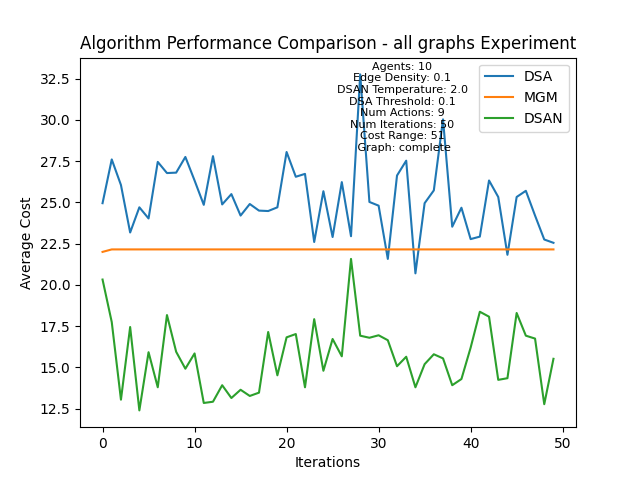 Algorithm Performance Comparison - all graphs Experiment
Agents: 10
Edge Density: 0.1
DSAN Temperature: 2.0
DSA Threshold: 0.1
Num Actions: 9
Num Iterations: 50
Cost Range: 51
Graph: complete
DSA
MGM
DSAN
Average Cost
32.5
30.0
27.5
25.0
22.5
20.0
17.5
15.0
12.5
0
10
20
30
40
50
Iterations